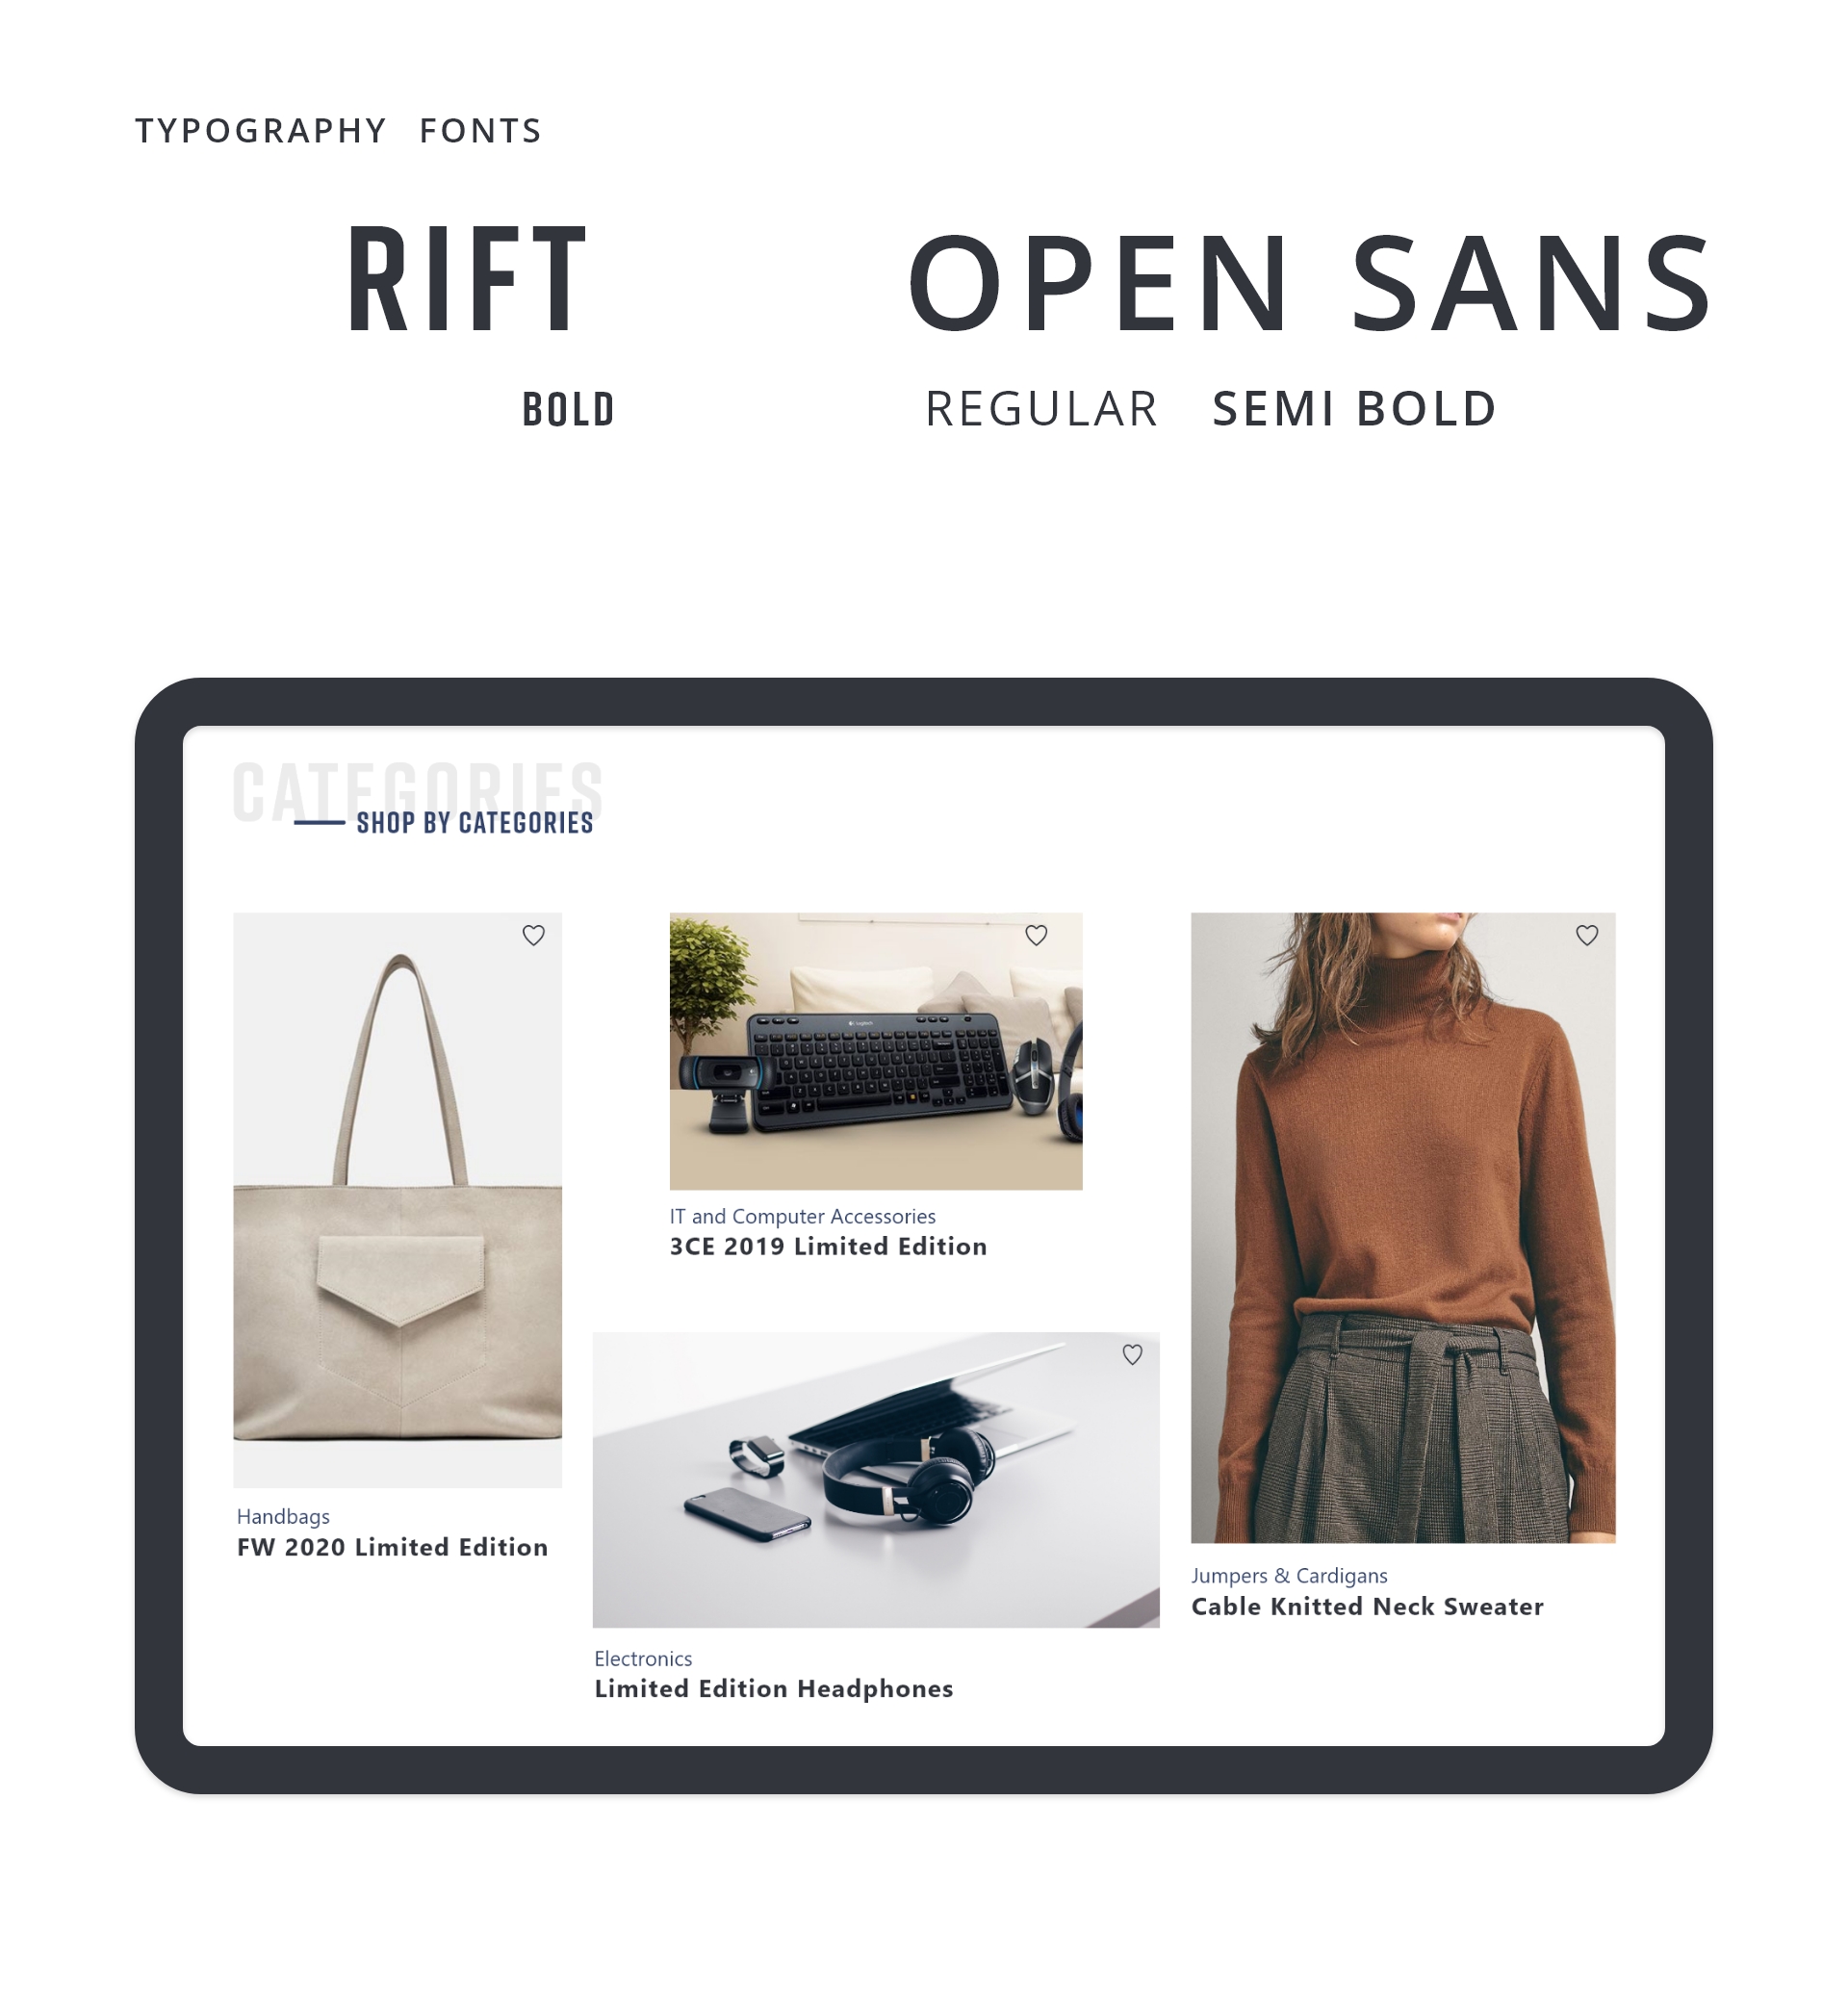 TYPOGRAPHY FONTS
RIFT
OPEN SANS
BOLD
REGULAR SEMI BOLD
CATEGORIES
SHOP BY CATEGORIES
Logitech
IT and Computer Accessories
3CE 2019 Limited Edition
Handbags
FW 2020 Limited Edition
Jumpers & Cardigans
Cable Knitted Neck Sweater
Electronics
Limited Edition Headphones